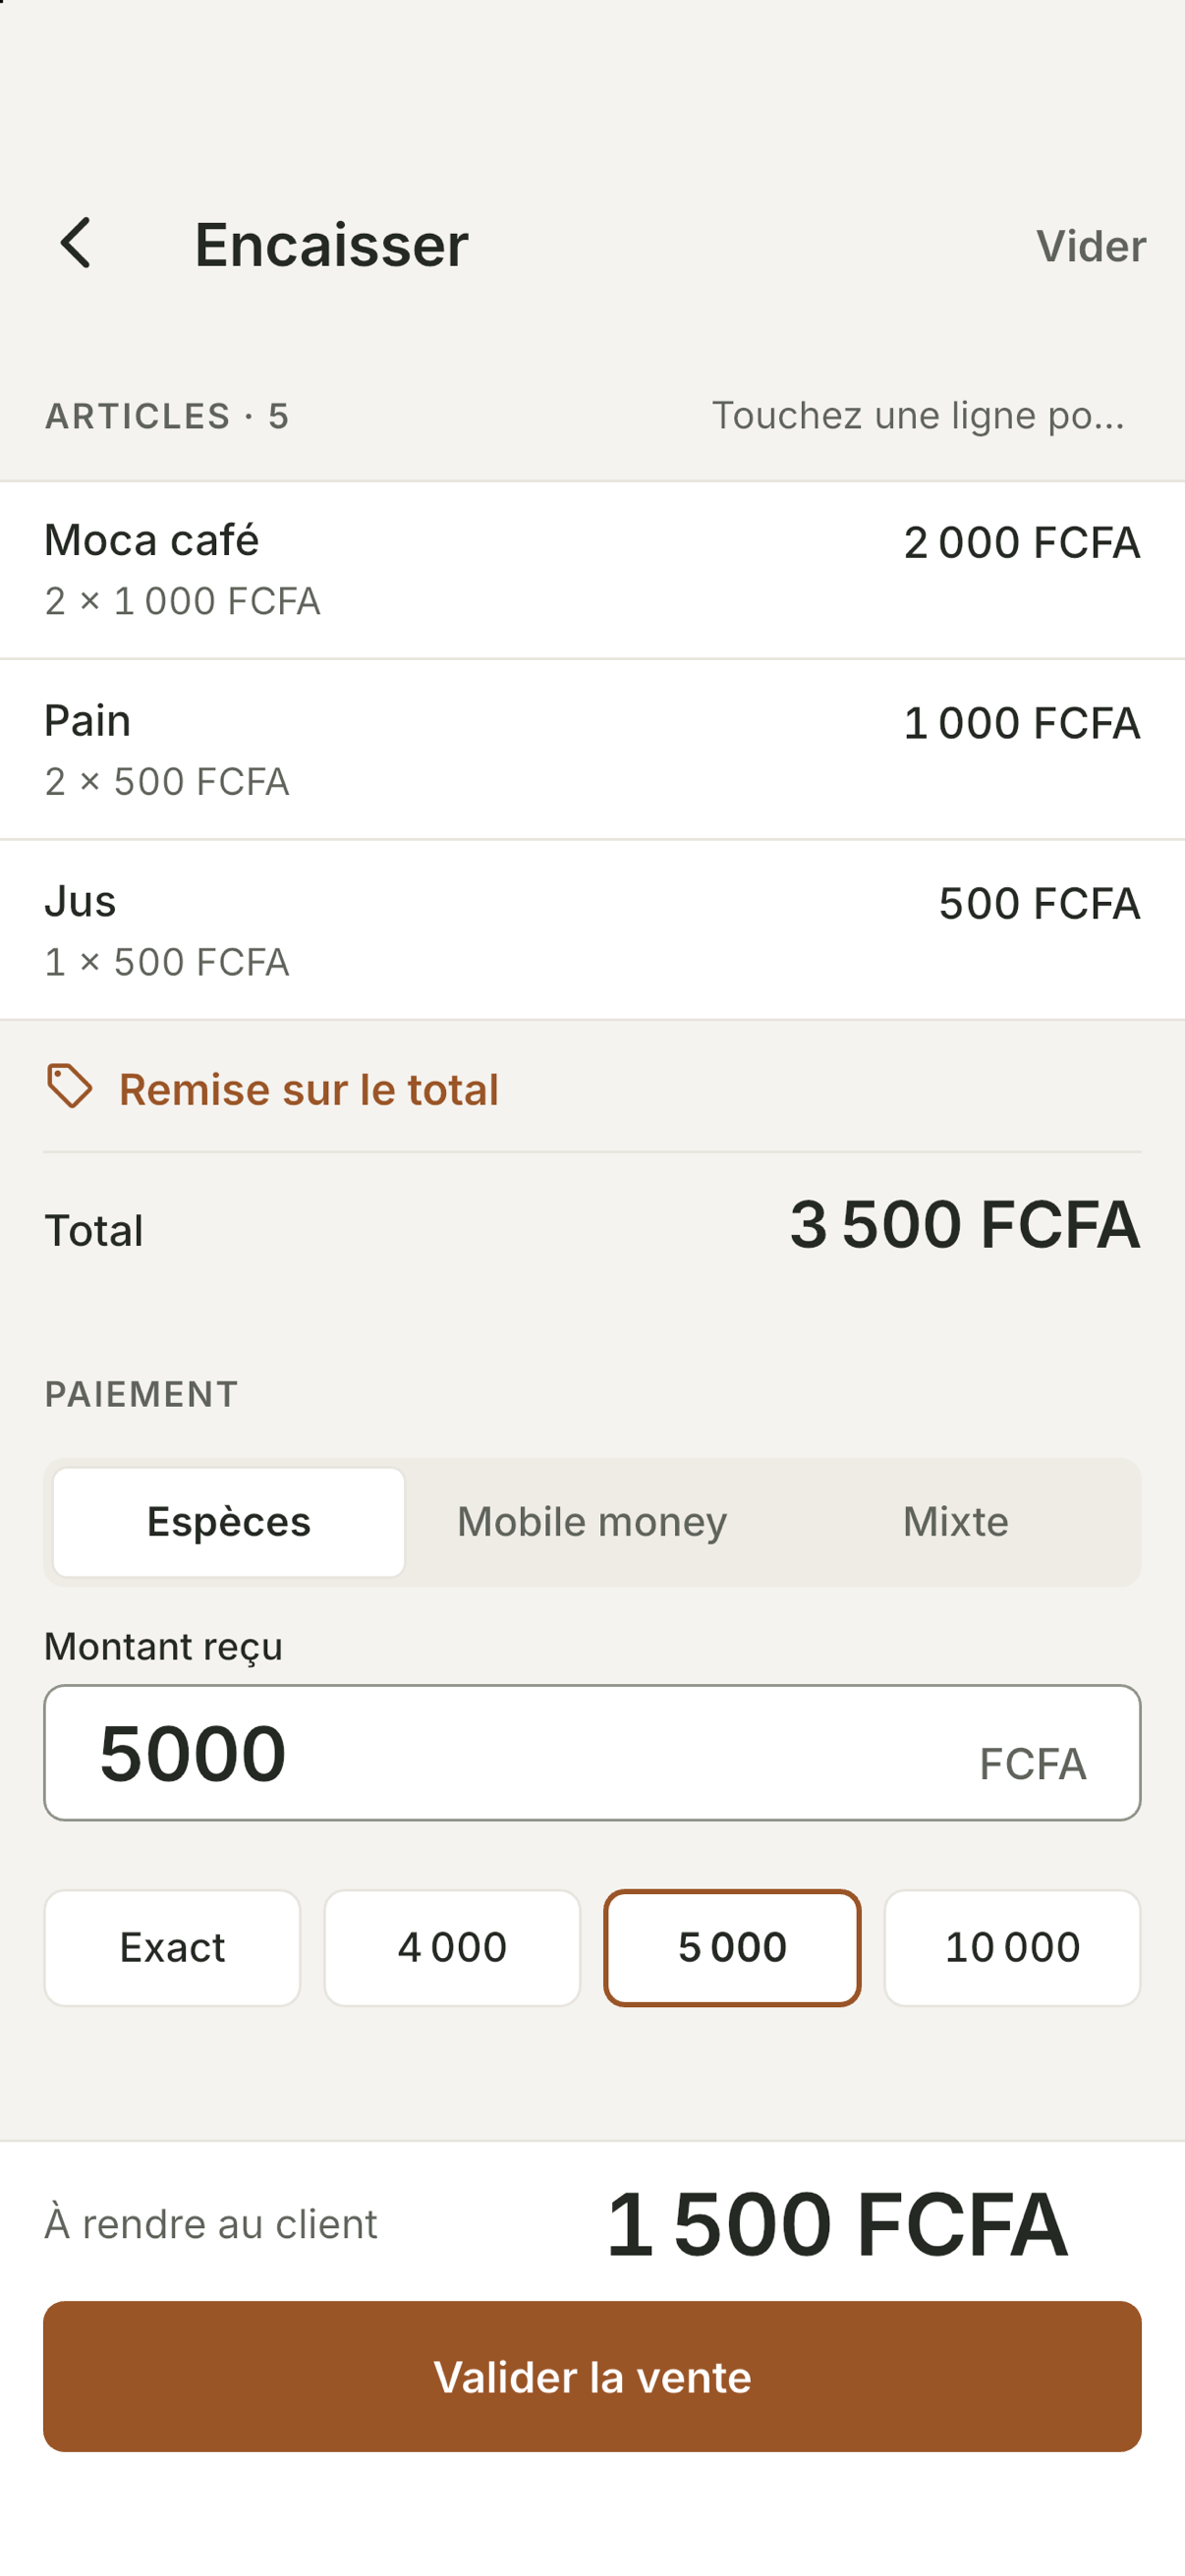 Encaisser
Vider
ARTICLES · 5
Touchez une ligne po...
Moca café
2 000 FCFA
2 × 1 000 FCFA
Pain
1 000 FCFA
2 × 500 FCFA
Jus
500 FCFA
1 × 500 FCFA
Remise sur le total
Total
3 500 FCFA
PAIEMENT
Espèces
Mobile money
Mixte
Montant reçu
5000
FCFA
Exact
4 000
5 000
10 000
À rendre au client
1 500 FCFA
Valider la vente